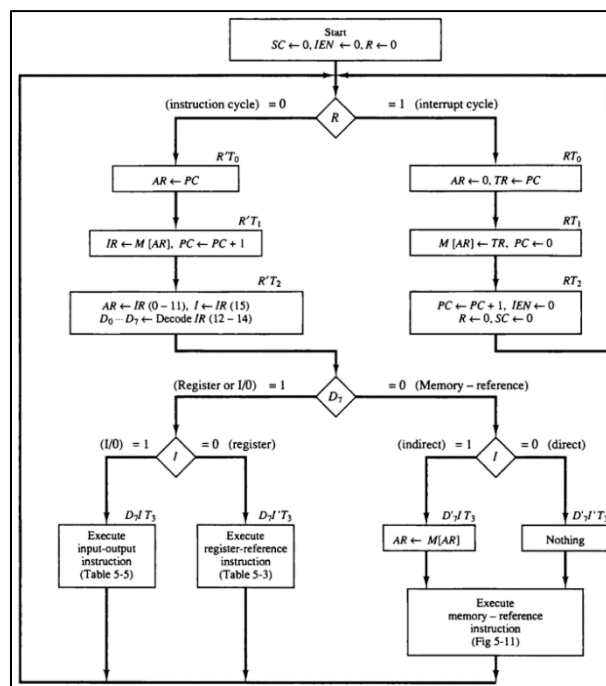 Start
SC ← 0, IEN ← 0, R ← 0
(instruction cycle) = 0
= 1 (interrupt cycle)
R
R'T0
RT0
AR ← PC
AR ← 0, TR ← PC
R'T1
RT1
IR ← M [AR], PC ← PC + 1
M [AR] ← TR, PC ← 0
R'T2
RT2
AR ← IR (0 – 11), I ← IR (15)
D0 ··· D7 ← Decode IR (12 – 14)
PC ← PC + 1, IEN ← 0
R ← 0, SC ← 0
(Register or I/0) = 1
= 0 (Memory – reference)
D7
(I/0) = 1
= 0 (register)
(indirect) = 1
= 0 (direct)
I
I
D7IT3
D7I'T3
D'7IT3
D'7I'T3
Execute
input-output
instruction
(Table 5-5)
Execute
register-reference
instruction
(Table 5-3)
AR ← M[AR]
Nothing
Execute
memory – reference
instruction
(Fig 5-11)